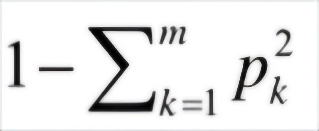 1 − ∑_{k=1}^{m} p_k^2